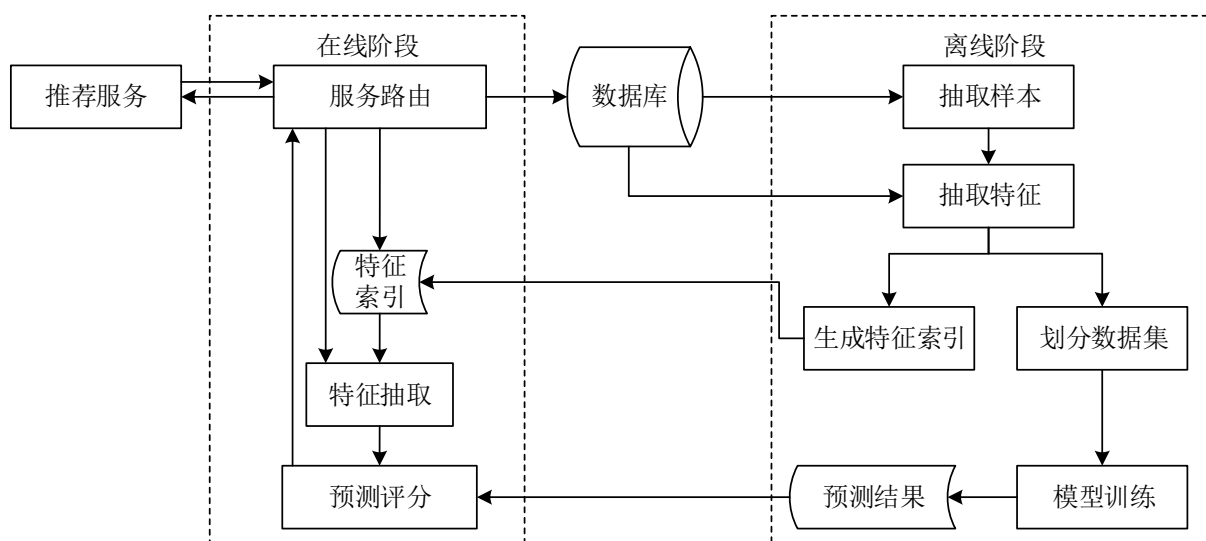 在线阶段
离线阶段
推荐服务
服务路由
数据库
抽取样本
抽取特征
特征
索引
生成特征索引
划分数据集
特征抽取
预测评分
预测结果
模型训练